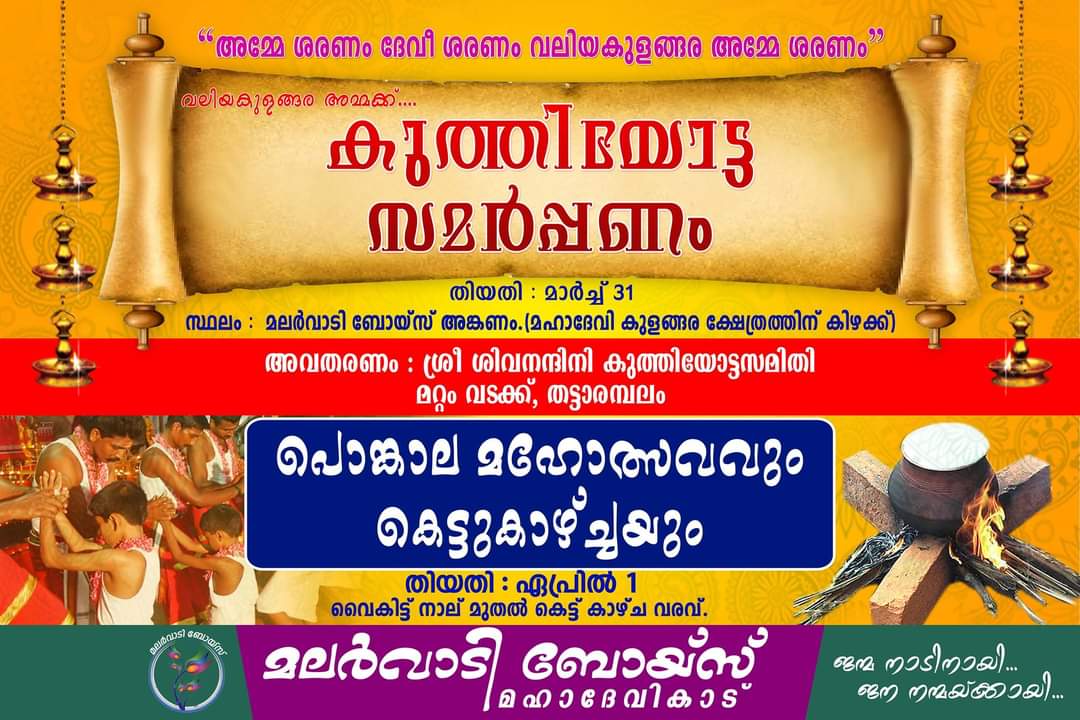 “അമ്മേ ശരണം ദേവീ ശരണം വലിയകുളങ്ങര അമ്മേ ശരണം”
വലിയകുളങ്ങര അമ്മക്ക്....
കുത്തിയോട്ട
സമർപ്പണം
തിയതി : മാർച്ച് 31
സ്ഥലം : മലർവാടി ബോയ്സ് അങ്കണം.(മഹാദേവി കുളങ്ങര ക്ഷേത്രത്തിന് കിഴക്ക്)
അവതരണം : ശ്രീ ശിവനന്ദിനി കുത്തിയോട്ടസമിതി
മറ്റം വടക്ക്, തട്ടാരമ്പലം
പൊങ്കാല മഹോത്സവവും
കെട്ടുകാഴ്ച്ചയും
തിയതി : ഏപ്രിൽ 1
വൈകിട്ട് നാല് മുതൽ കെട്ട് കാഴ്ച വരവ്.
മലർവാടി ബോയ്സ്
മലർവാടി ബോയ്സ്
മഹാദേവികാട്
ജന്മ നാടിനായി...
ജന നന്മയ്ക്കായി...